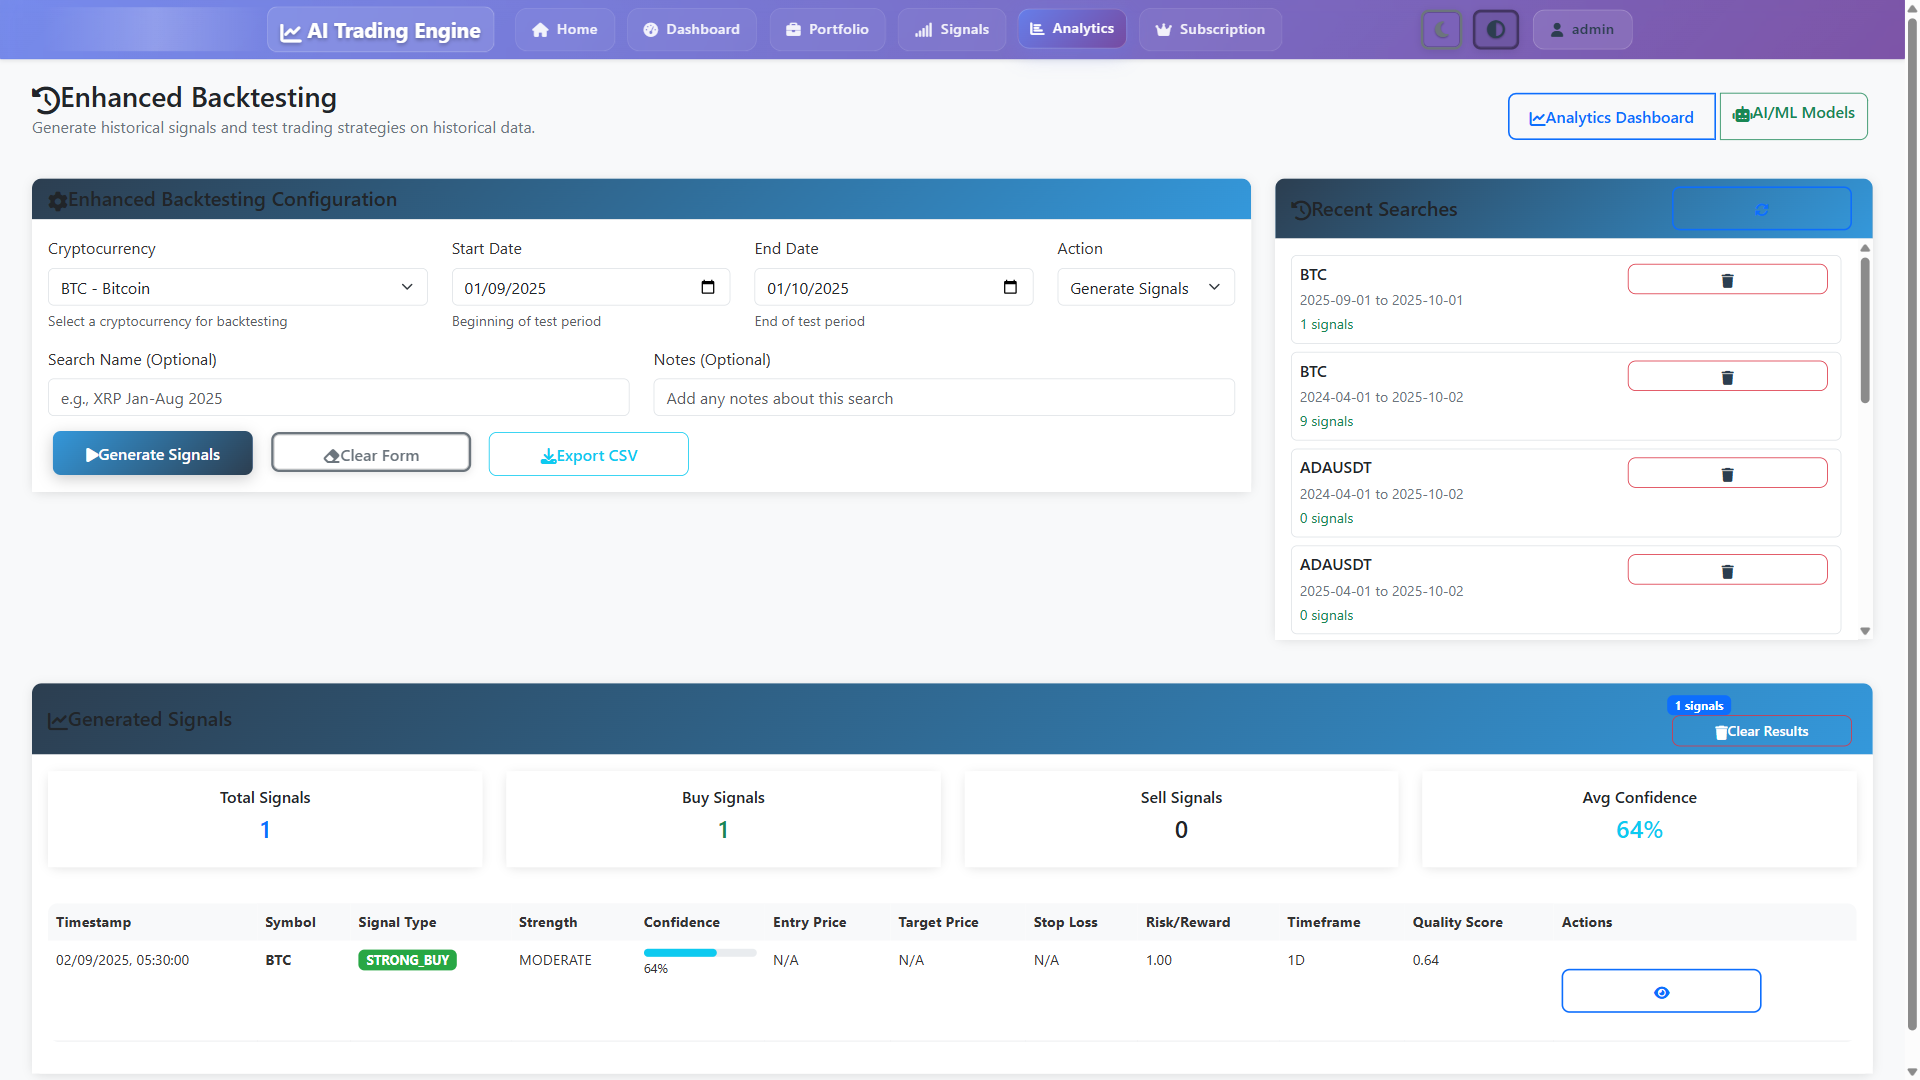 AI Trading Engine
Home
Dashboard
Portfolio
Signals
Analytics
Subscription
admin
Enhanced Backtesting
Generate historical signals and test trading strategies on historical data.
Analytics Dashboard
AI/ML Models
Enhanced Backtesting Configuration
Cryptocurrency
Start Date
End Date
Action
BTC - Bitcoin
01/09/2025
01/10/2025
Generate Signals
Select a cryptocurrency for backtesting
Beginning of test period
End of test period
Search Name (Optional)
Notes (Optional)
e.g., XRP Jan-Aug 2025
Add any notes about this search
Generate Signals
Clear Form
Export CSV
Recent Searches
BTC
2025-09-01 to 2025-10-01
1 signals
BTC
2024-04-01 to 2025-10-02
9 signals
ADAUSDT
2024-04-01 to 2025-10-02
0 signals
ADAUSDT
2025-04-01 to 2025-10-02
0 signals
Generated Signals
1 signals
Clear Results
Total Signals
1
Buy Signals
1
Sell Signals
0
Avg Confidence
64%
Timestamp Symbol Signal Type Strength Confidence Entry Price Target Price Stop Loss Risk/Reward Timeframe Quality Score Actions
02/09/2025, 05:30:00 BTC STRONG_BUY MODERATE 64% N/A N/A N/A 1.00 1D 0.64